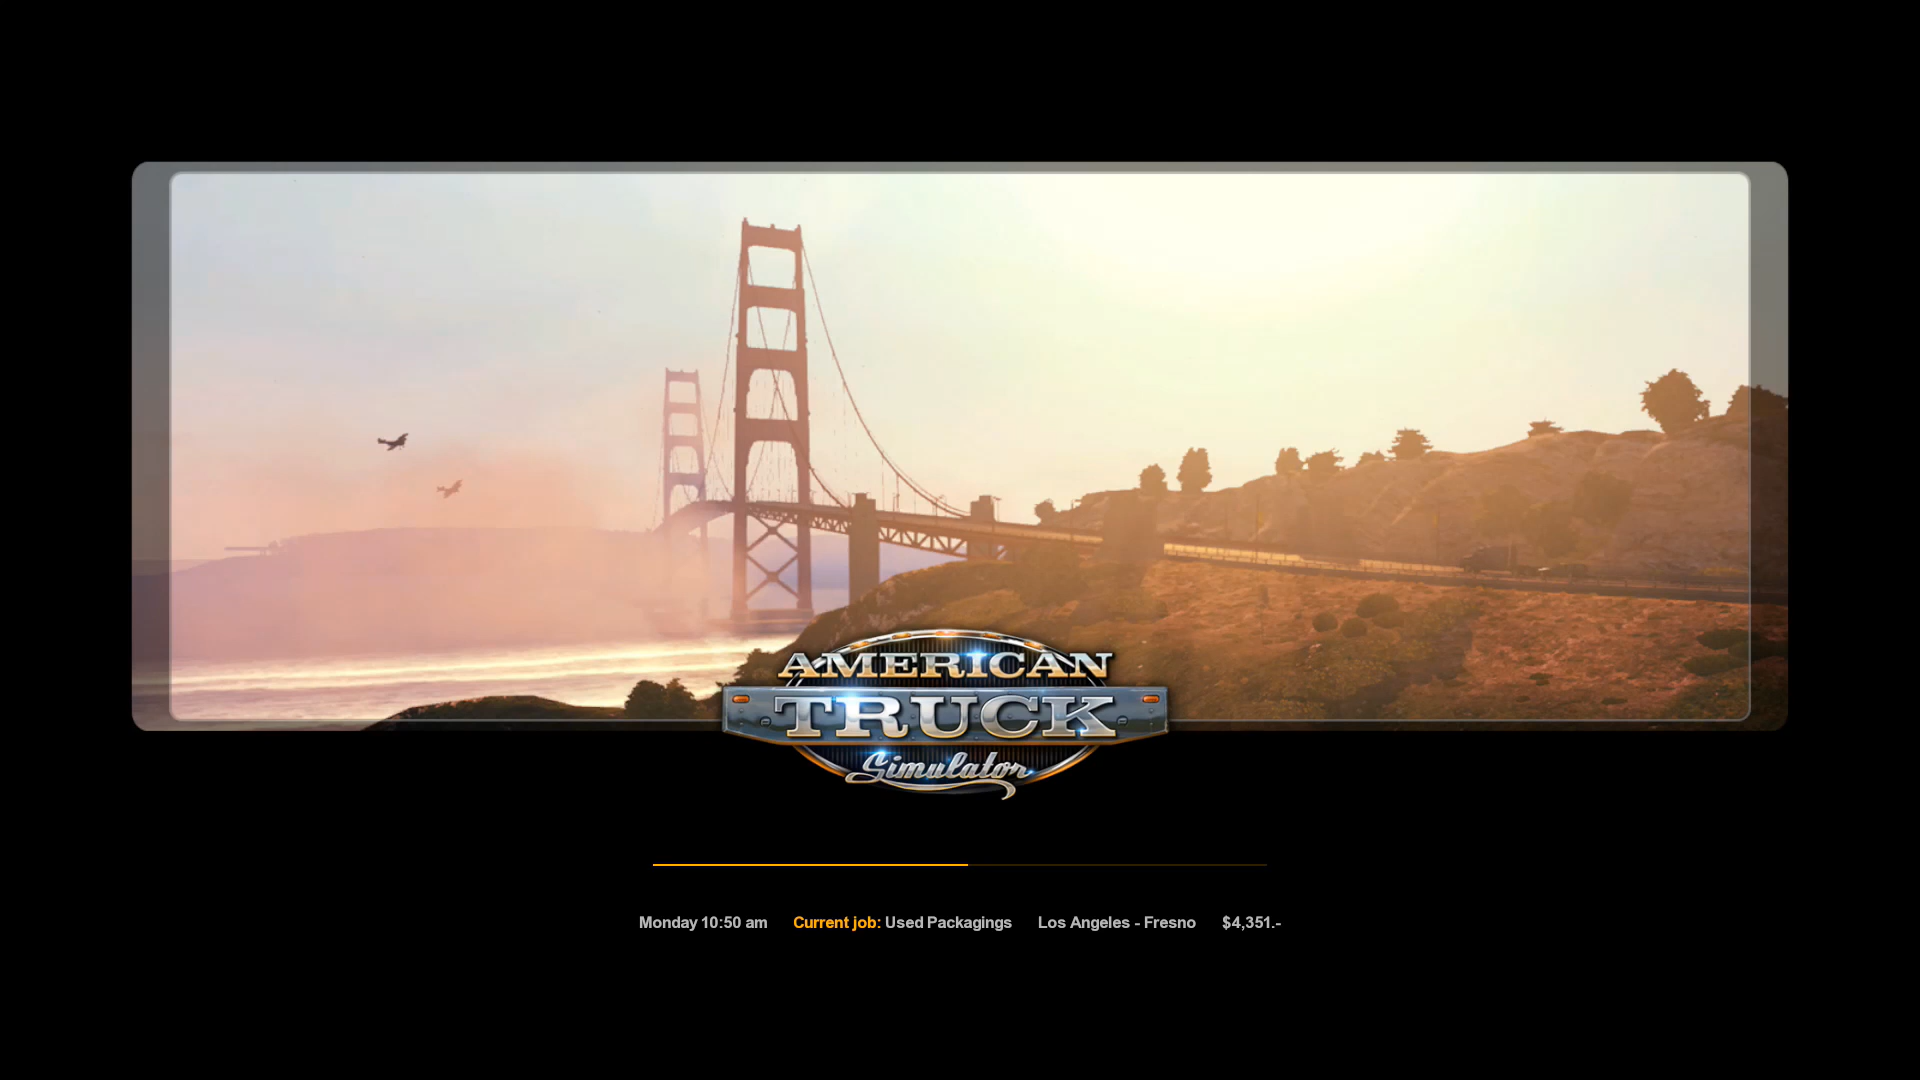 AMERICAN
TRUCK
Simulator
Monday 10:50 am Current job: Used Packagings Los Angeles - Fresno $4,351.-